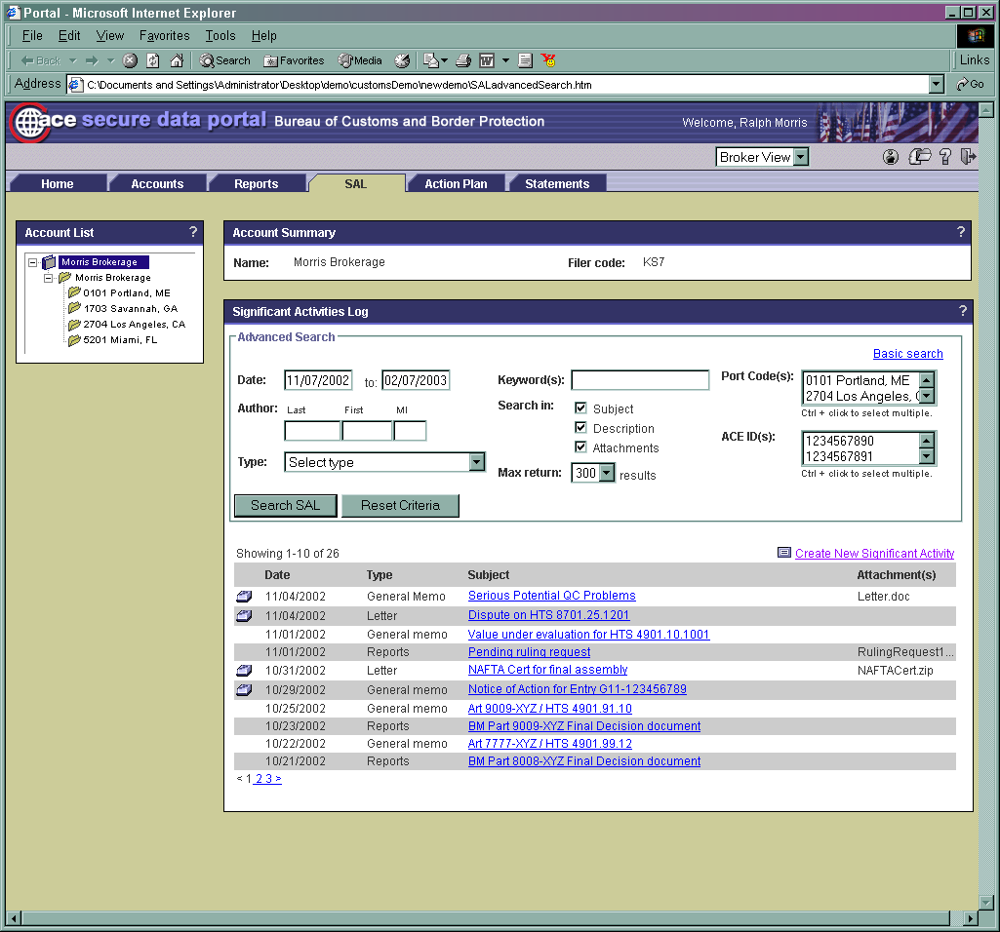 Portal - Microsoft Internet Explorer
File Edit View Favorites Tools Help
Back Search Favorites Media Links
Address C:\Documents and Settings\Administrator\Desktop\demo\customsDemo\newdemo\SALadvancedSearch.htm Go
ace secure data portal Bureau of Customs and Border Protection Welcome, Ralph Morris
Broker View ?
Home Accounts Reports SAL Action Plan Statements
Account List ?
Morris Brokerage
Morris Brokerage
0101 Portland, ME
1703 Savannah, GA
2704 Los Angeles, CA
5201 Miami, FL
Account Summary ?
Name: Morris Brokerage Filer code: KS7
Significant Activities Log ?
Advanced Search
Basic search
Date: 11/07/2002 to: 02/07/2003
Author: Last First MI
Type: Select type
Keyword(s):
Search in:
Subject
Description
Attachments
Max return: 300 results
Port Code(s): 0101 Portland, ME
2704 Los Angeles,
Ctrl + click to select multiple.
ACE ID(s): 1234567890
1234567891
Ctrl + click to select multiple.
Search SAL Reset Criteria
Showing 1-10 of 26 Create New Significant Activity
Date Type Subject Attachment(s)
11/04/2002 General Memo Serious Potential QC Problems Letter.doc
11/04/2002 Letter Dispute on HTS 8701.25.1201
11/01/2002 General memo Value under evaluation for HTS 4901.10.1001
11/01/2002 Reports Pending ruling request RulingRequest1...
10/31/2002 Letter NAFTA Cert for final assembly NAFTACert.zip
10/29/2002 General memo Notice of Action for Entry G11-123456789
10/25/2002 General memo Art 9009-XYZ / HTS 4901.91.10
10/23/2002 Reports BM Part 9009-XYZ Final Decision document
10/22/2002 General memo Art 7777-XYZ / HTS 4901.99.12
10/21/2002 Reports BM Part 8008-XYZ Final Decision document
< 1 2 3 >